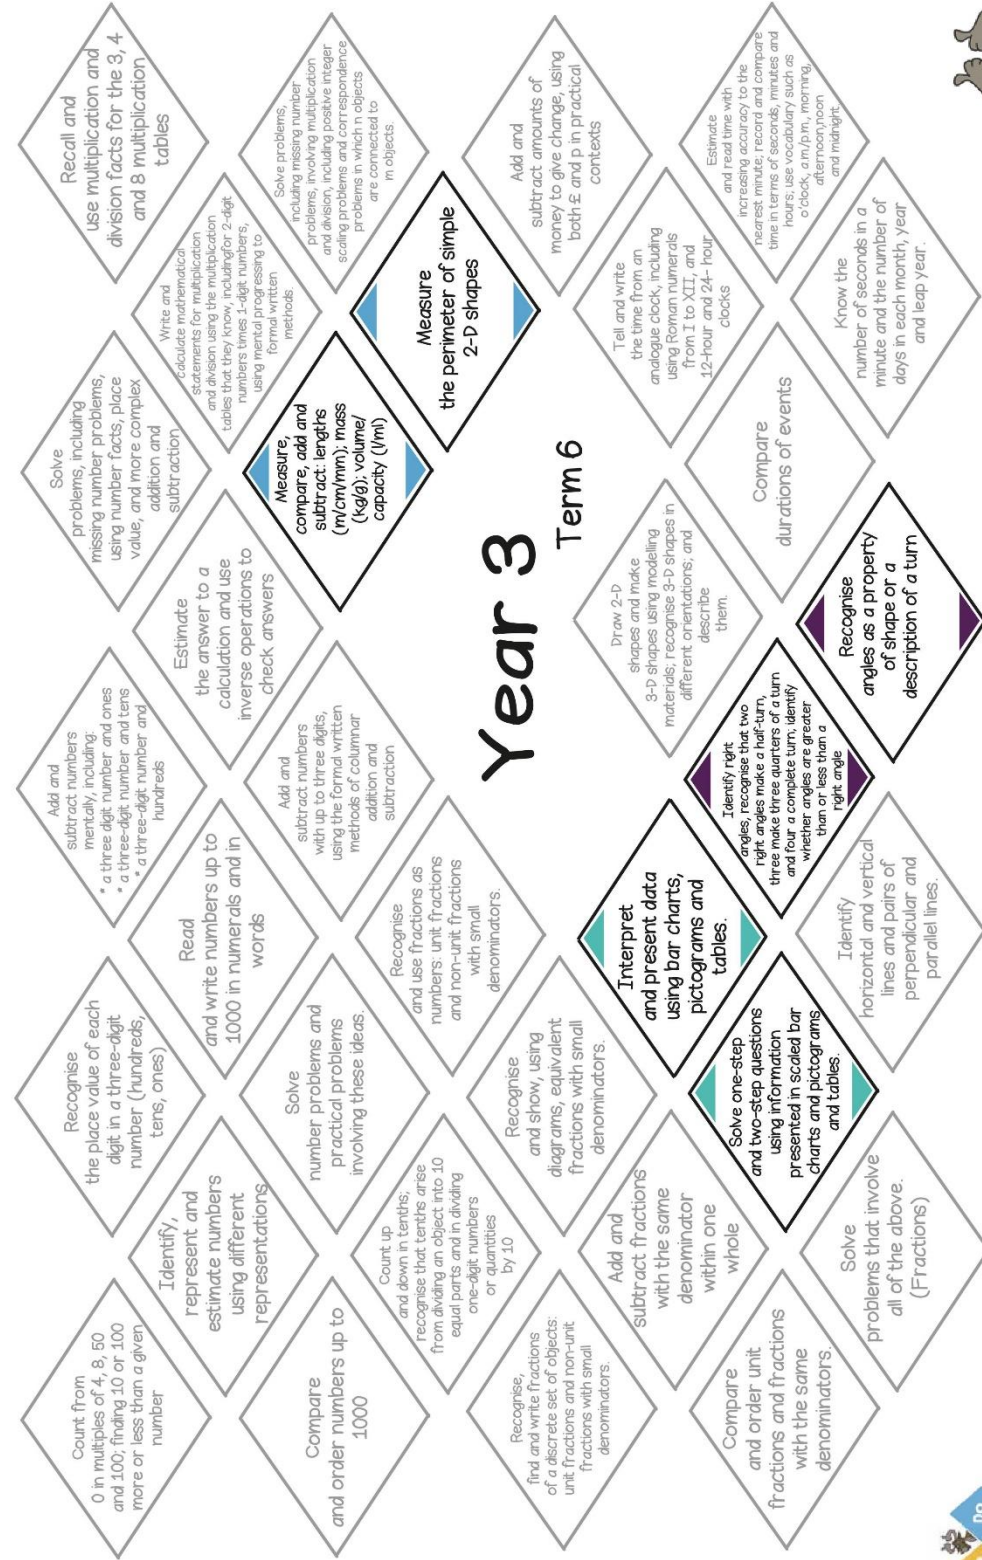 Count from
0 in multiples of 4, 8, 50
and 100; finding 10 or 100
more or less than a given
number
Recognise
the place value of each
digit in a three-digit
number (hundreds,
tens, ones)
Add and
subtract numbers
mentally, including:
* a three digit number and ones
* a three-digit number and tens
* a three-digit number and
hundreds
Solve
problems, including
missing number problems,
using number facts, place
value, and more complex
addition and
subtraction
Recall and
use multiplication and
division facts for the 3, 4
and 8 multiplication
tables
Identify,
represent and
estimate numbers
using different
representations
Read
and write numbers up to
1000 in numerals and in
words
Estimate
the answer to a
calculation and use
inverse operations to
check answers
Write and
calculate mathematical
statements for multiplication
and division using the multiplication
tables that they know, including for 2-digit
numbers times 1-digit numbers,
using mental progressing to
formal written
methods.
Compare
and order numbers up to
1000
Solve
number problems and
practical problems
involving these ideas.
Add and
subtract numbers
with up to three digits,
using the formal written
methods of columnar
addition and
subtraction
Measure,
compare, add and
subtract: lengths
(m/cm/mm); mass
(kg/g); volume/
capacity (l/ml)
Solve problems,
including missing number
problems, involving multiplication
and division, including positive integer
scaling problems and correspondence
problems in which n objects
are connected to
m objects.
Count up
and down in tenths;
recognise that tenths arise
from dividing an object into 10
equal parts and in dividing
one-digit numbers
or quantities
by 10
Recognise
and use fractions as
numbers: unit fractions
and non-unit fractions
with small
denominators.
Measure
the perimeter of simple
2-D shapes
Year 3
Term 6
Recognise,
find and write fractions
of a discrete set of objects:
unit fractions and non-unit
fractions with small
denominators.
Recognise
and show, using
diagrams, equivalent
fractions with small
denominators.
Interpret
and present data
using bar charts,
pictograms and
tables.
Draw 2-D
shapes and make
3-D shapes using modelling
materials; recognise 3-D shapes in
different orientations; and
describe
them.
Tell and write
the time from an
analogue clock, including
using Roman numerals
from I to XII, and
12-hour and 24- hour
clocks
Add and
subtract amounts of
money to give change, using
both £ and p in practical
contexts
Add and
subtract fractions
with the same
denominator
within one
whole
Solve one-step
and two-step questions
using information
presented in scaled bar
charts and pictograms
and tables.
Identify right
angles, recognise that two
right angles make a half-turn,
three make three quarters of a turn
and four a complete turn; identify
whether angles are greater
than or less than a
right angle
Compare
durations of events
Estimate
and read time with
increasing accuracy to the
nearest minute; record and compare
time in terms of seconds, minutes and
hours; use vocabulary such as
o'clock, a.m/p.m., morning,
afternoon,noon
and midnight.
Compare
and order unit
fractions and fractions
with the same
denominators.
Solve
problems that involve
all of the above.
(Fractions)
Identify
horizontal and vertical
lines and pairs of
perpendicular and
parallel lines.
Recognise
angles as a property
of shape or a
description of a turn
Know the
number of seconds in a
minute and the number of
days in each month, year
and leap year.
Do